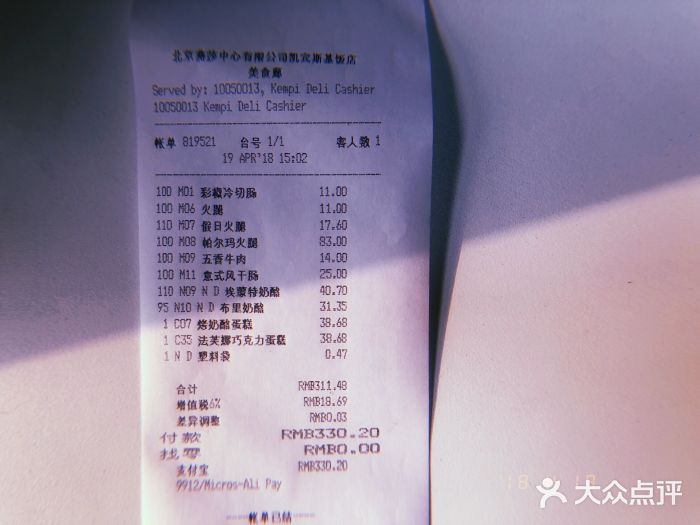 北京燕莎中心有限公司凯宾斯基饭店
美食廊
Served by: 10050013, Kempi Deli Cashier
10050013 Kempi Deli Cashier
帐单 819521 台号 1/1 客人数 1
19 APR'18 15:02
100 M01 彩椒冷切肠 11.00
100 M06 火腿 11.00
110 M07 假日火腿 17.60
100 M08 帕尔玛火腿 83.00
100 M09 五香牛肉 14.00
100 M11 意式风干肠 25.00
110 N09 N D 埃蒙特奶酪 40.70
95 N10 N D 布里奶酪 31.35
1 C07 烤奶酪蛋糕 38.68
1 C35 法芙娜巧克力蛋糕 38.68
1 N D 塑料袋 0.47
合计 RMB311.48
增值税6% RMB18.69
差异调整 RMB0.03
付款 RMB330.20
找零 RMB0.00
支付宝 RMB330.20
9912/Micros-Ali Pay
====帐单已结====
大众点评